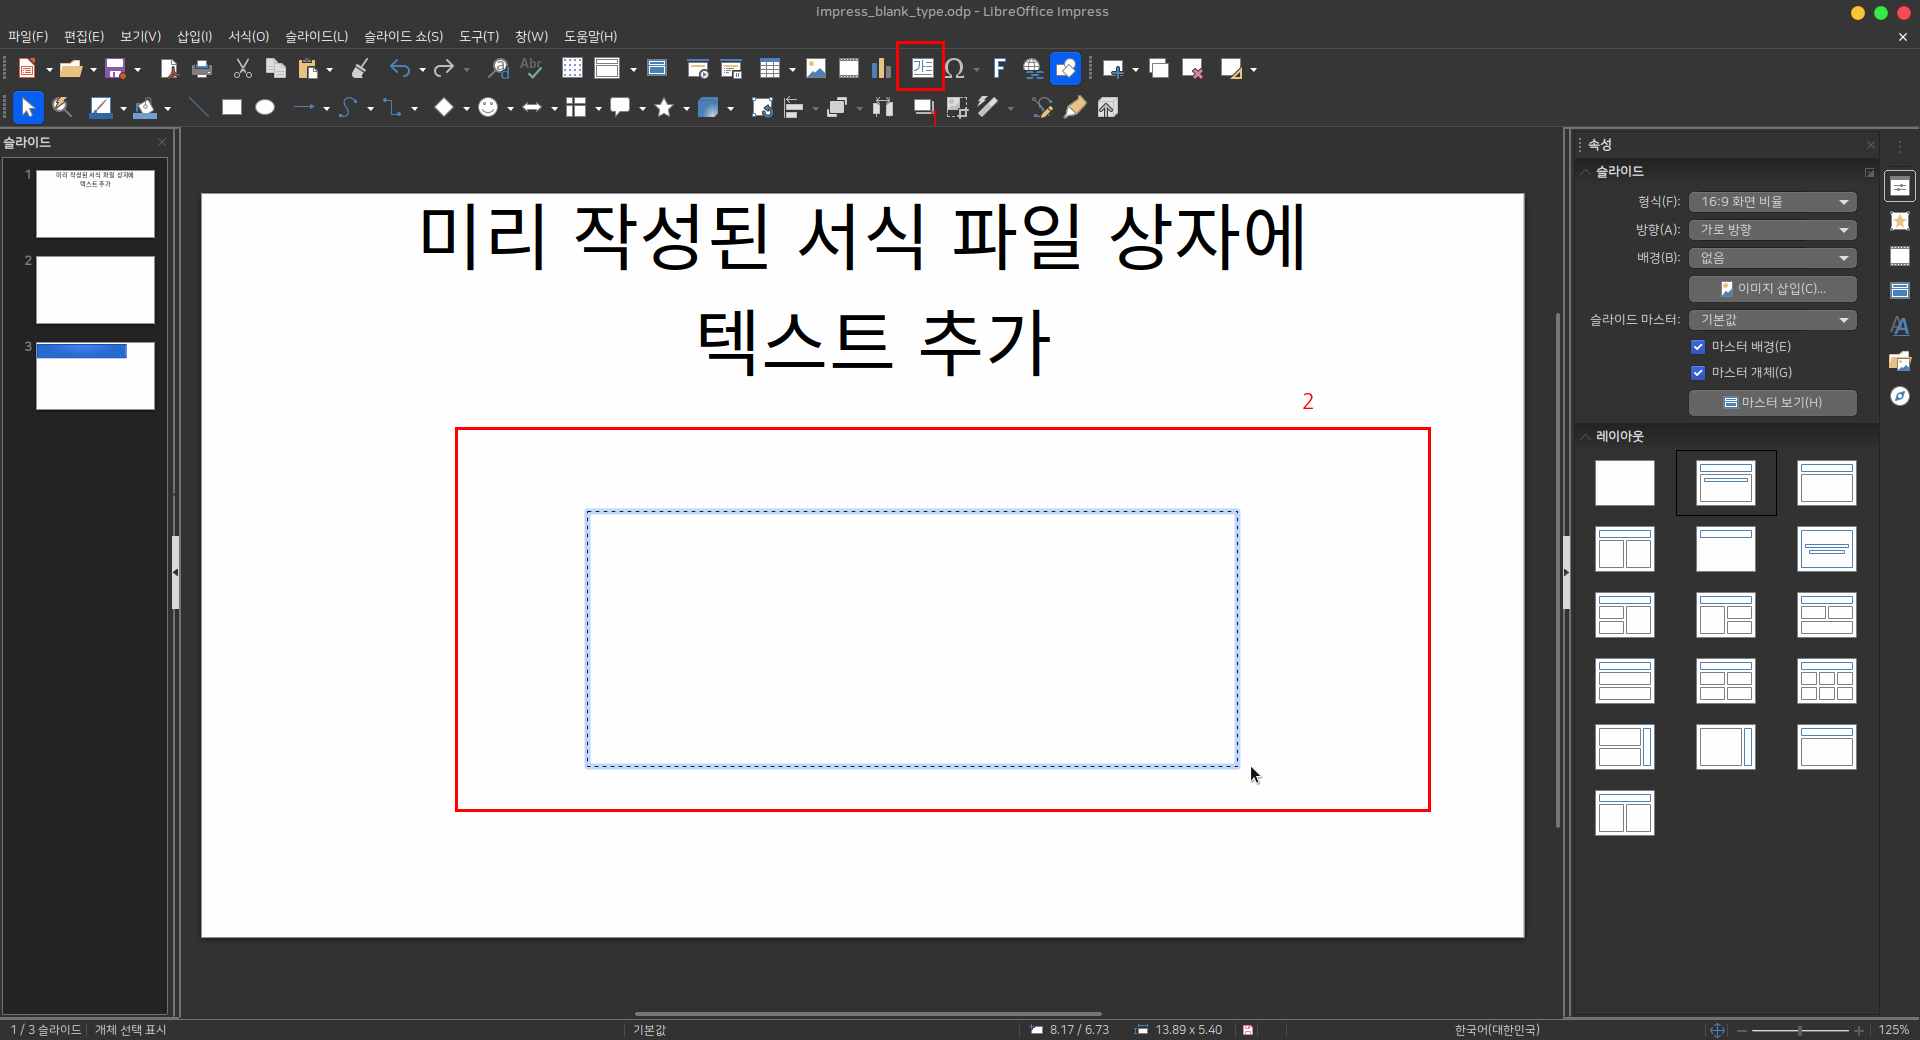 impress_blank_type.odp - LibreOffice Impress
파일(F) 편집(E) 보기(V) 삽입(I) 서식(O) 슬라이드(L) 슬라이드 쇼(S) 도구(T) 창(W) 도움말(H)
슬라이드
1
미리 작성된 서식 파일 상자에
텍스트 추가
2
3
미리 작성된 서식 파일 상자에
텍스트 추가
2
속성
슬라이드
형식(F): 16:9 화면 비율
방향(A): 가로 방향
배경(B): 없음
이미지 삽입(C)...
슬라이드 마스터: 기본값
마스터 배경(E)
마스터 개체(G)
마스터 보기(H)
레이아웃
1 / 3 슬라이드 개체 선택 표시 기본값 8.17 / 6.73 13.89 x 5.40 한국어(대한민국) 125%